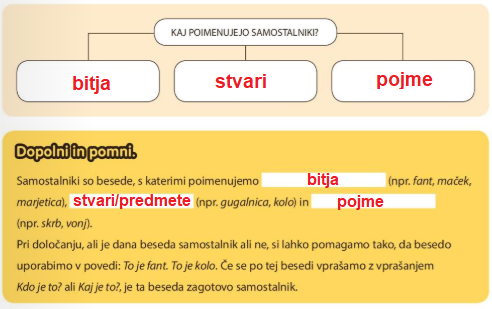 KAJ POIMENUJEJO SAMOSTALNIKI?
bitja stvari pojme
Dopolni in pomni.
Samostalniki so besede, s katerimi poimenujemo bitja (npr. fant, maček,
marjetica), stvari/predmete (npr. gugalnica, kolo) in pojme
(npr. skrb, vonj).
Pri določanju, ali je dana beseda samostalnik ali ne, si lahko pomagamo tako, da besedo
uporabimo v povedi: To je fant. To je kolo. Če se po tej besedi vprašamo z vprašanjem
Kdo je to? ali Kaj je to?, je ta beseda zagotovo samostalnik.